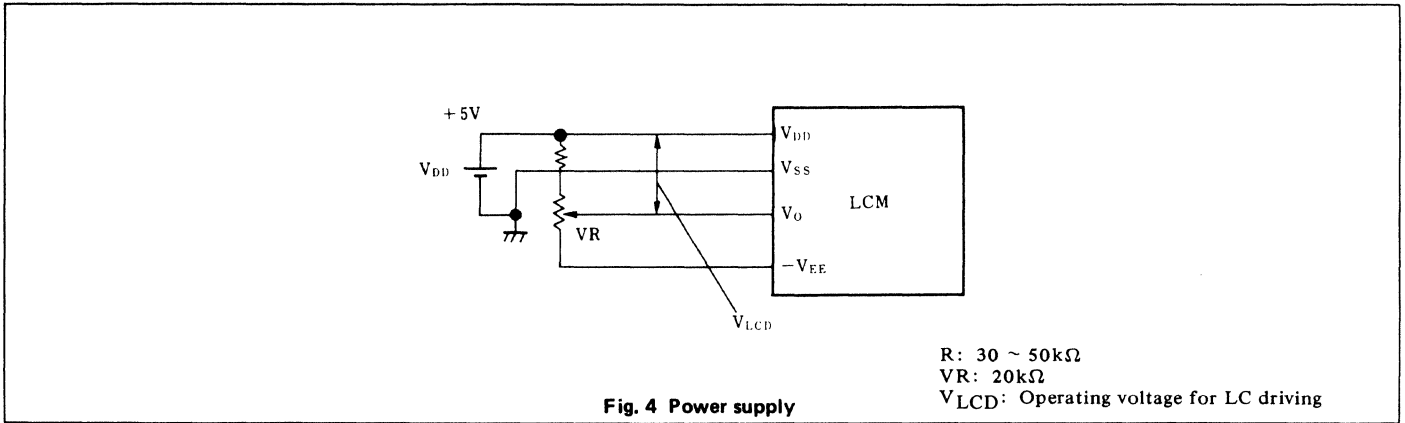 +5V
V_DD
V_DD
V_SS
V_O
-V_EE
LCM
VR
V_LCD
R: 30 ~ 50kΩ
VR: 20kΩ
V_LCD: Operating voltage for LC driving
Fig. 4 Power supply